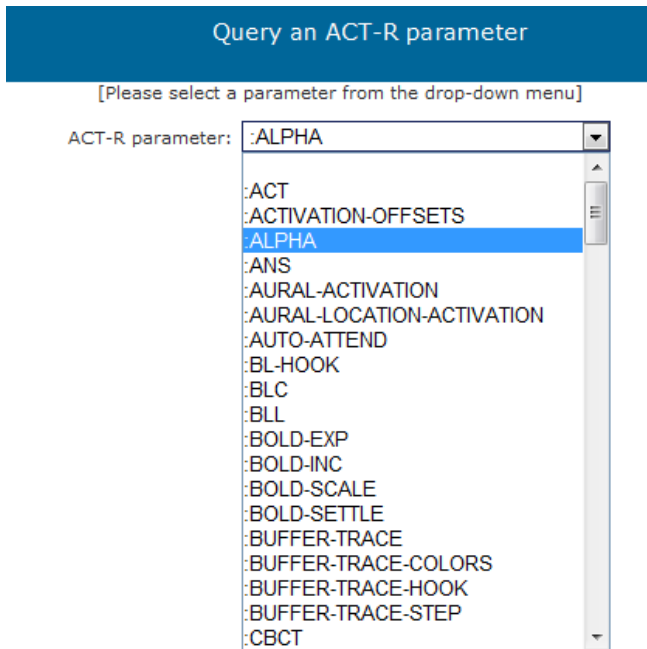 Query an ACT-R parameter
[Please select a parameter from the drop-down menu]
ACT-R parameter: :ALPHA
:ACT
:ACTIVATION-OFFSETS
:ALPHA
:ANS
:AURAL-ACTIVATION
:AURAL-LOCATION-ACTIVATION
:AUTO-ATTEND
:BL-HOOK
:BLC
:BLL
:BOLD-EXP
:BOLD-INC
:BOLD-SCALE
:BOLD-SETTLE
:BUFFER-TRACE
:BUFFER-TRACE-COLORS
:BUFFER-TRACE-HOOK
:BUFFER-TRACE-STEP
:CBCT